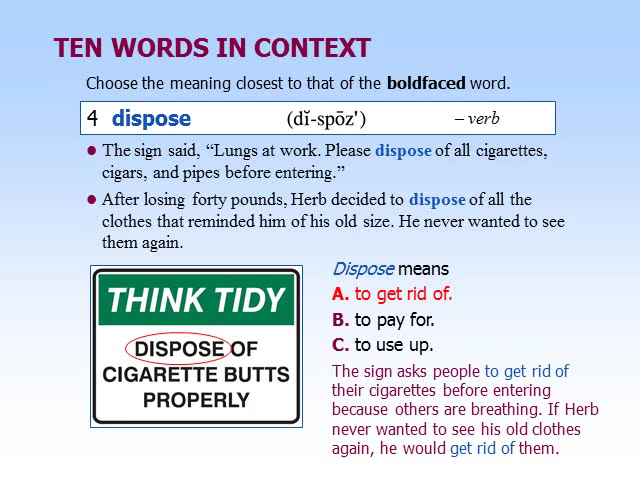 TEN WORDS IN CONTEXT
Choose the meaning closest to that of the boldfaced word.
4 dispose (dĭ-spōz') – verb
● The sign said, “Lungs at work. Please dispose of all cigarettes,
cigars, and pipes before entering.”
● After losing forty pounds, Herb decided to dispose of all the
clothes that reminded him of his old size. He never wanted to see
them again.
THINK TIDY
DISPOSE OF
CIGARETTE BUTTS
PROPERLY
Dispose means
A. to get rid of.
B. to pay for.
C. to use up.
The sign asks people to get rid of
their cigarettes before entering
because others are breathing. If Herb
never wanted to see his old clothes
again, he would get rid of them.